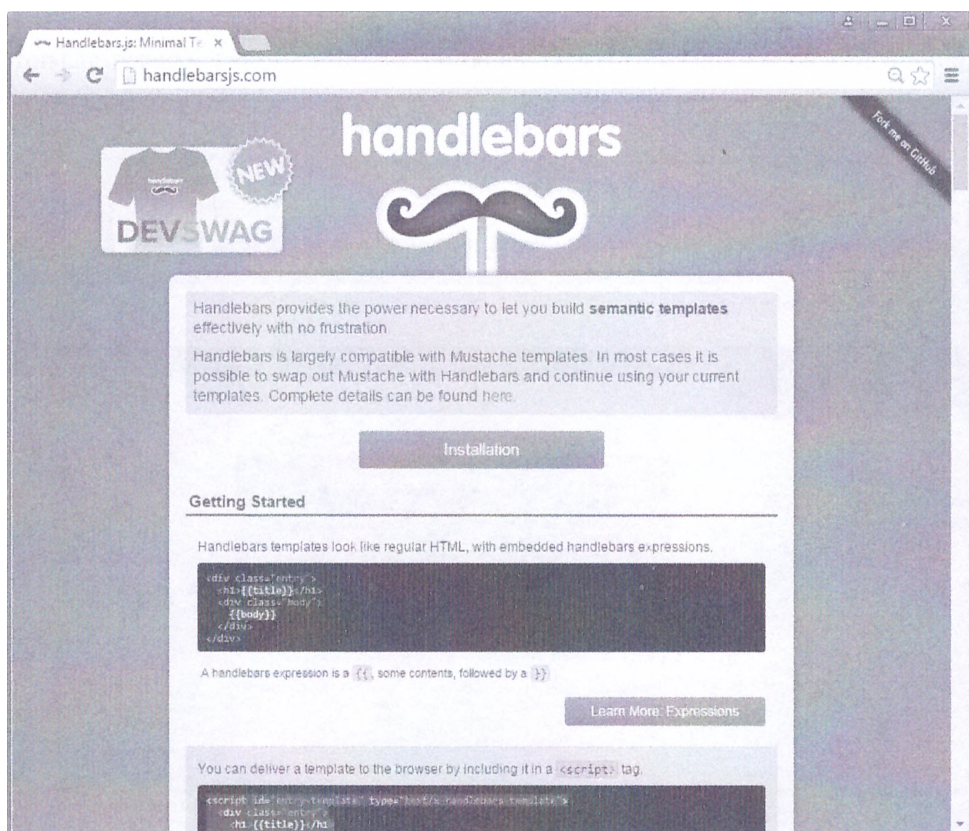 Handlebars.js: Minimal Te
handlebarsjs.com
Fork me on GitHub
handlebars
handlebars
NEW
DEVSWAG
Handlebars provides the power necessary to let you build semantic templates
effectively with no frustration
Handlebars is largely compatible with Mustache templates. In most cases it is
possible to swap out Mustache with Handlebars and continue using your current
templates. Complete details can be found here.
Installation
Getting Started
Handlebars templates look like regular HTML, with embedded handlebars expressions.
<div class="entry">
<h1>{{title}}</h1>
<div class="body">
{{body}}
</div>
</div>
A handlebars expression is a {{, some contents, followed by a }}
Learn More: Expressions
You can deliver a template to the browser by including it in a <script> tag.
<script id="entry-template" type="text/x-handlebars-template">
<div class="entry">
<h1>{{title}}</h1>